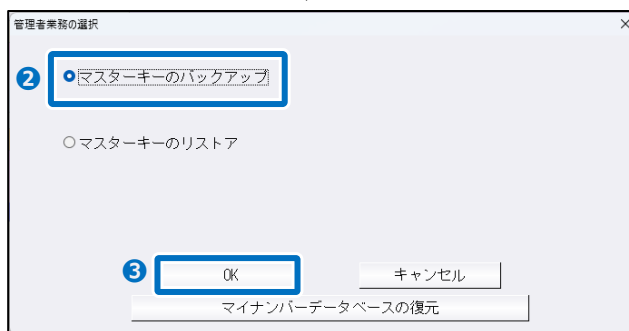 管理者業務の選択
❷ マスターキーのバックアップ
マスターキーのリストア
❸ OK キャンセル
マイナンバーデータベースの復元